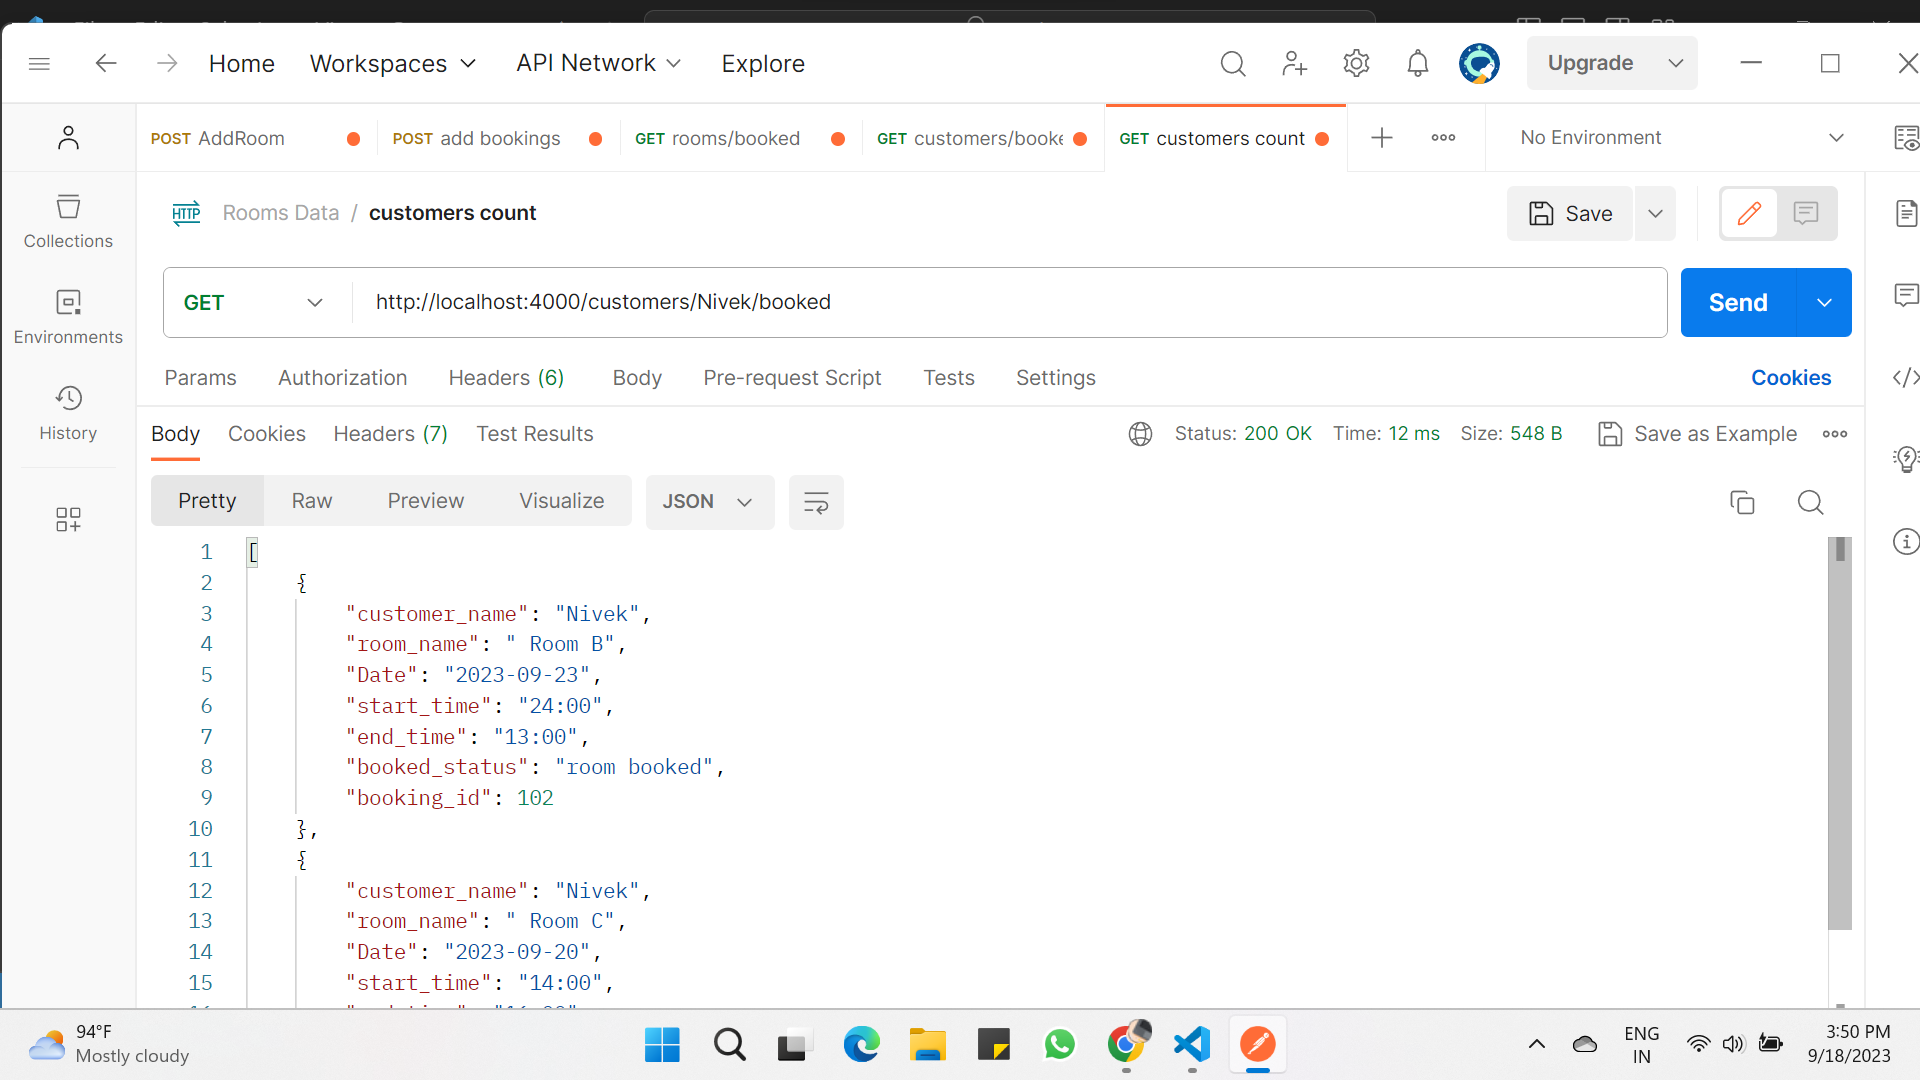 Home Workspaces API Network Explore Upgrade
POST AddRoom POST add bookings GET rooms/booked GET customers/booke GET customers count No Environment
HTTP Rooms Data / customers count Save
GET http://localhost:4000/customers/Nivek/booked Send
Params Authorization Headers (6) Body Pre-request Script Tests Settings Cookies
Collections
Environments
History
Body Cookies Headers (7) Test Results Status: 200 OK Time: 12 ms Size: 548 B Save as Example
Pretty Raw Preview Visualize JSON
1 [
2 {
3 "customer_name": "Nivek",
4 "room_name": " Room B",
5 "Date": "2023-09-23",
6 "start_time": "24:00",
7 "end_time": "13:00",
8 "booked_status": "room booked",
9 "booking_id": 102
10 },
11 {
12 "customer_name": "Nivek",
13 "room_name": " Room C",
14 "Date": "2023-09-20",
15 "start_time": "14:00",
94°F
Mostly cloudy
ENG
IN
3:50 PM
9/18/2023